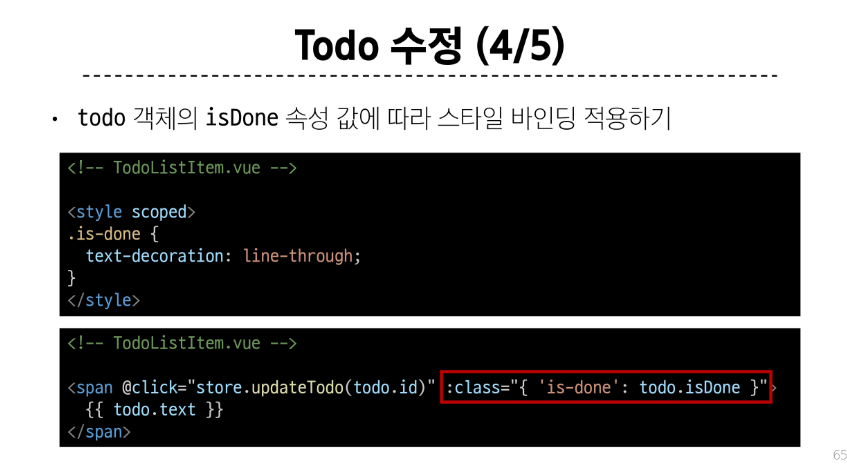 Todo 수정 (4/5)
• todo 객체의 isDone 속성 값에 따라 스타일 바인딩 적용하기
<!-- TodoListItem.vue -->
<style scoped>
.is-done {
  text-decoration: line-through;
}
</style>
<!-- TodoListItem.vue -->
<span @click="store.updateTodo(todo.id)" :class="{ 'is-done': todo.isDone }">
  {{ todo.text }}
</span>
65